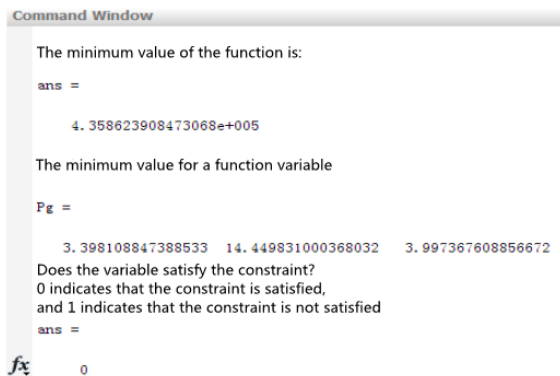 Command Window
The minimum value of the function is:
ans =
4.358623908473068e+005
The minimum value for a function variable
Pg =
3.398108847388533 14.449831000368032 3.997367608856672
Does the variable satisfy the constraint?
0 indicates that the constraint is satisfied,
and 1 indicates that the constraint is not satisfied
ans =
fx 0